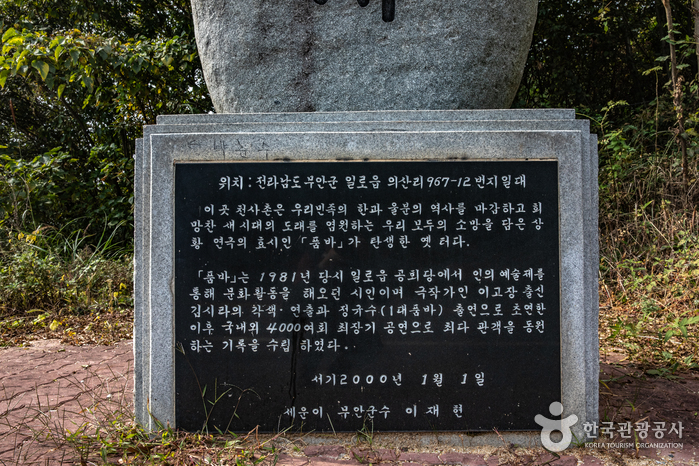 위치: 전라남도 무안군 일로읍 의산리 967-12 번지일대
이곳 천사촌은 우리민족의 한과 울분의 역사를 마감하고 희
망찬 새 시대의 도래를 염원하는 우리 모두의 소망을 담은 상
황 연극의 효시인 「품바」가 탄생한 옛 터다.
「품바」는 1981년 당시 일로읍 공회당에서 인의 예술제를
통해 문화활동을 해오던 시인이며 극작가인 이고장 출신
김시라의 각색·연출과 정규수(1대품바) 출연으로 초연한
이후 국내외 4000여회 최장기 공연으로 최다 관객을 동원
하는 기록을 수립 하였다.
서기2000년 1월 1일
세운이 무안군수 이재현
한국관광공사
KOREA TOURISM ORGANIZATION